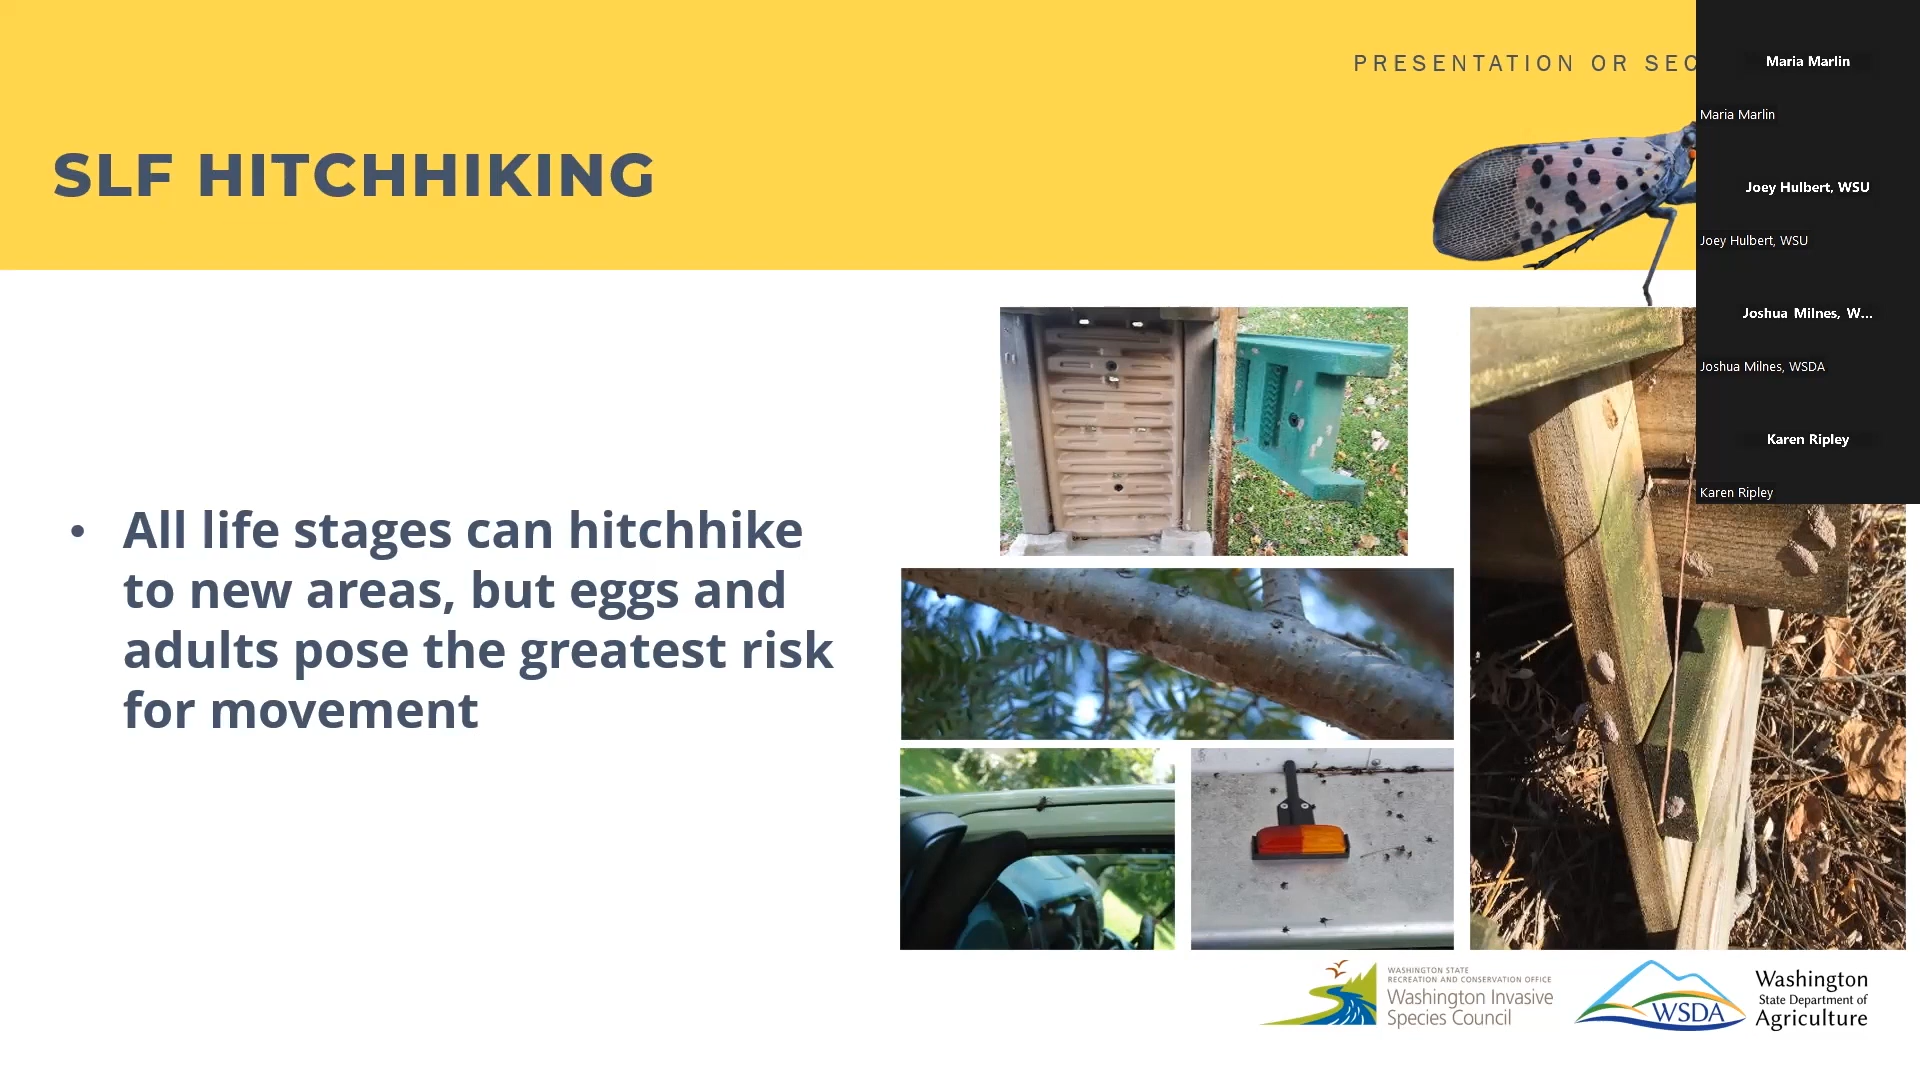 PRESENTATION OR SEC
SLF HITCHHIKING
• All life stages can hitchhike
to new areas, but eggs and
adults pose the greatest risk
for movement
Maria Marlin
Maria Marlin
Joey Hulbert, WSU
Joey Hulbert, WSU
Joshua Milnes, W...
Joshua Milnes, WSDA
Karen Ripley
Karen Ripley
WASHINGTON STATE
RECREATION AND CONSERVATION OFFICE
Washington Invasive
Species Council
WSDA
Washington
State Department of
Agriculture